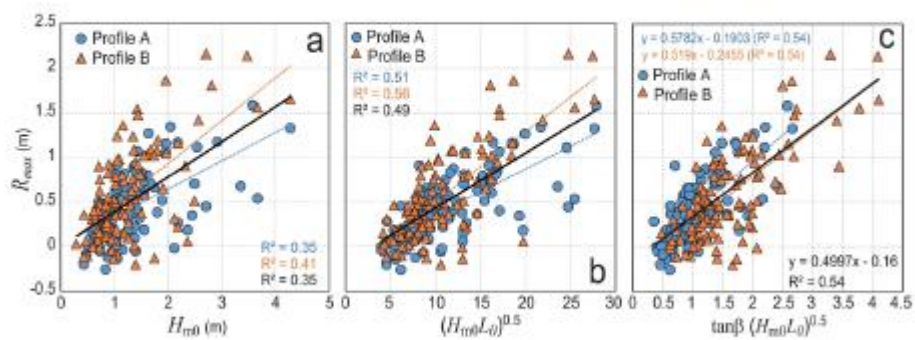 a
Profile A
Profile B
R² = 0.35
R² = 0.41
R² = 0.35
2.5
2
1.5
1
0.5
0
-0.5
R_max (m)
0 1 2 3 4 5
H_m0 (m)
Profile A
Profile B
R² = 0.51
R² = 0.56
R² = 0.49
b
0 5 10 15 20 25 30
(H_m0L_0)^0.5
c
y = 0.5782x - 0.1903 (R² = 0.54)
y = 0.519x - 0.2455 (R² = 0.54)
Profile A
Profile B
y = 0.4997x - 0.16
R² = 0.54
0 0.5 1 1.5 2 2.5 3 3.5 4 4.5
tanβ (H_m0L_0)^0.5